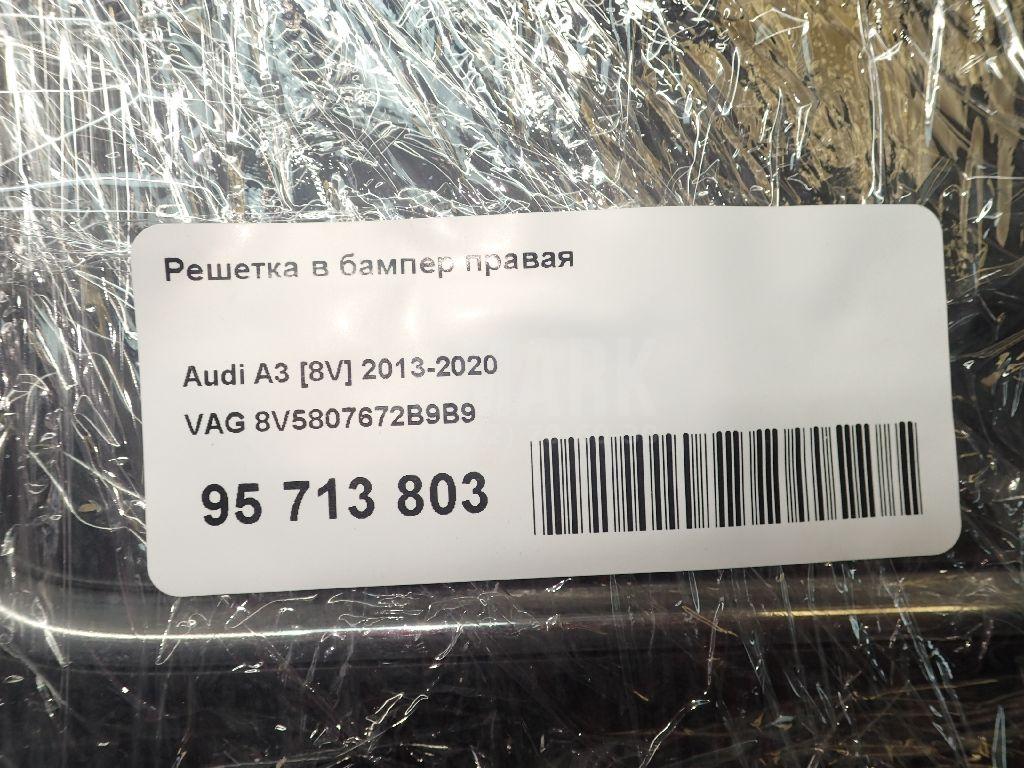 Решетка в бампер правая
Audi A3 [8V] 2013-2020
VAG 8V5807672B9B9
95 713 803